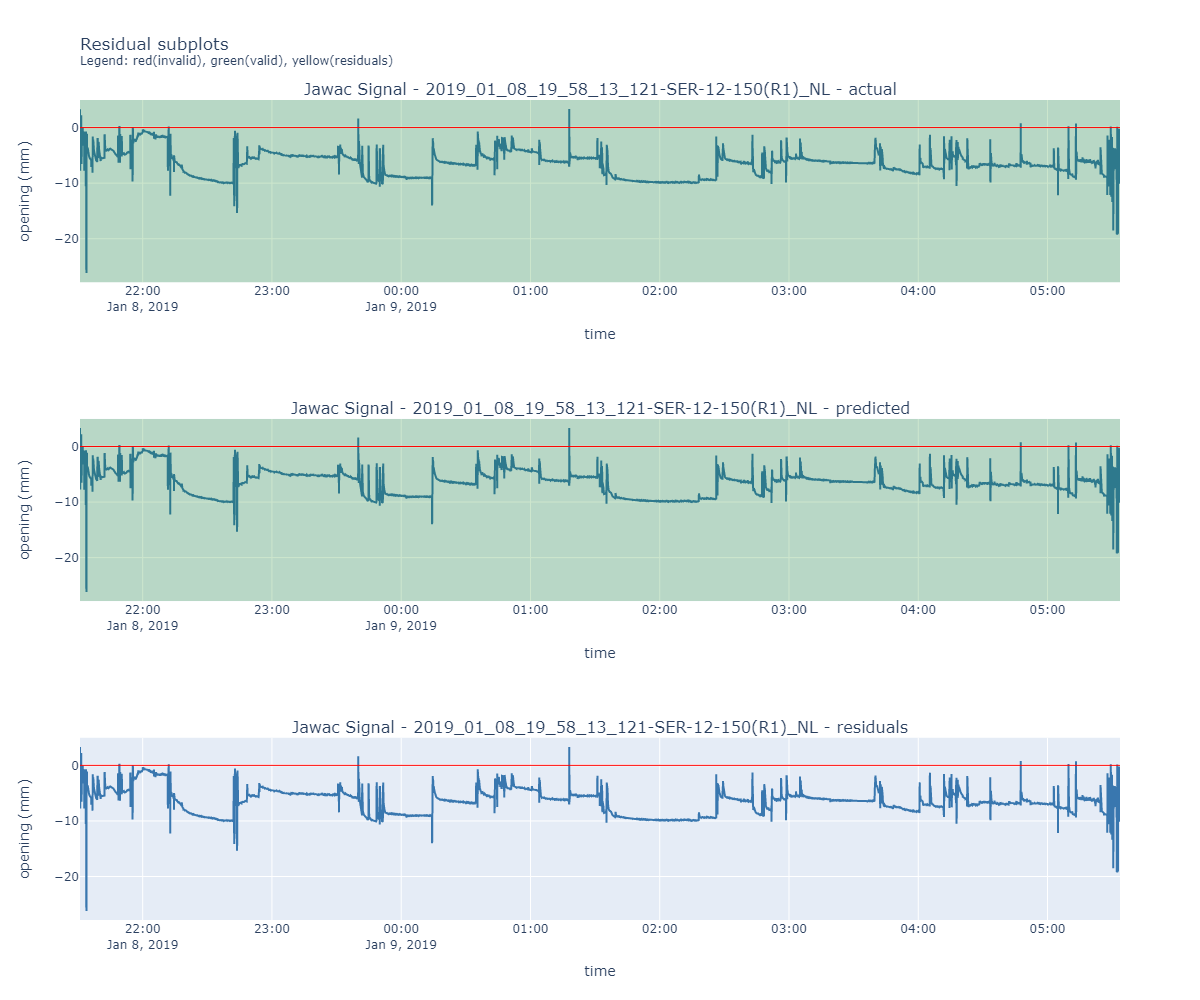 Residual subplots
Legend: red(invalid), green(valid), yellow(residuals)
Jawac Signal - 2019_01_08_19_58_13_121-SER-12-150(R1)_NL - actual
0
−10
−20
opening (mm)
22:00 23:00 00:00 01:00 02:00 03:00 04:00 05:00
Jan 8, 2019 Jan 9, 2019
time
Jawac Signal - 2019_01_08_19_58_13_121-SER-12-150(R1)_NL - predicted
0
−10
−20
opening (mm)
22:00 23:00 00:00 01:00 02:00 03:00 04:00 05:00
Jan 8, 2019 Jan 9, 2019
time
Jawac Signal - 2019_01_08_19_58_13_121-SER-12-150(R1)_NL - residuals
0
−10
−20
opening (mm)
22:00 23:00 00:00 01:00 02:00 03:00 04:00 05:00
Jan 8, 2019 Jan 9, 2019
time